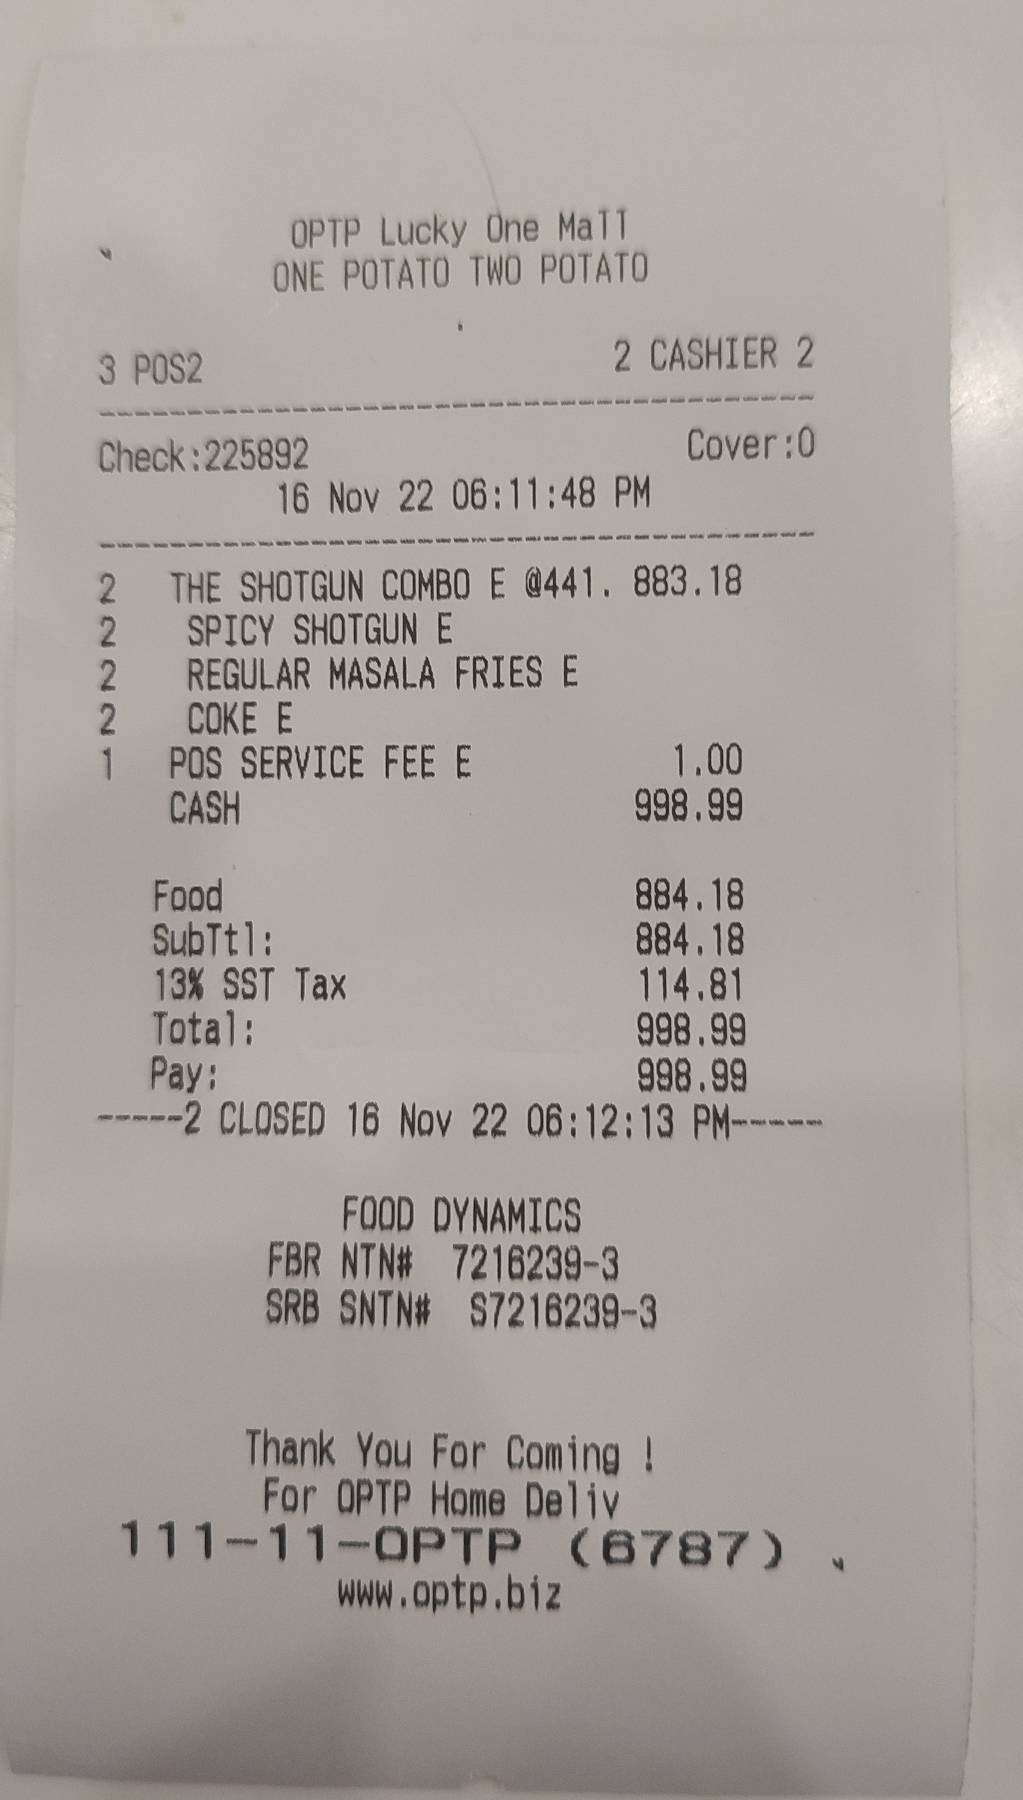 OPTP Lucky One Mall
ONE POTATO TWO POTATO
3 POS2 2 CASHIER 2
Check:225892 Cover:0
16 Nov 22 06:11:48 PM
2 THE SHOTGUN COMBO E @441. 883.18
2 SPICY SHOTGUN E
2 REGULAR MASALA FRIES E
2 COKE E
1 POS SERVICE FEE E 1.00
CASH 998.99
Food 884.18
SubTtl: 884.18
13% SST Tax 114.81
Total: 998.99
Pay: 998.99
-----2 CLOSED 16 Nov 22 06:12:13 PM-----
FOOD DYNAMICS
FBR NTN# 7216239-3
SRB SNTN# S7216239-3
Thank You For Coming !
For OPTP Home Deliv
111-11-OPTP (6787)
www.optp.biz